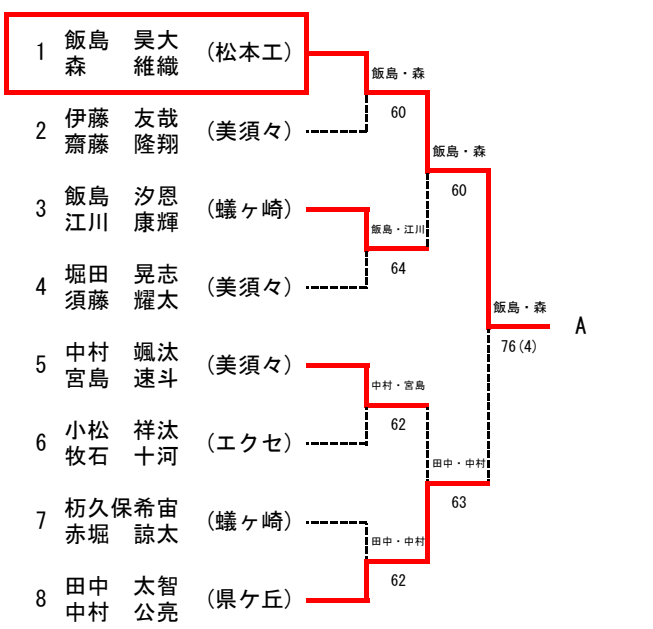 1 飯島 昊大 (松本工)
森 維織
飯島・森
60
2 伊藤 友哉 (美須々)
齋藤 隆翔
飯島・森
60
3 飯島 汐恩 (蟻ヶ崎)
江川 康輝
飯島・江川
64
4 堀田 晃志 (美須々)
須藤 耀太
飯島・森
A
76(4)
5 中村 颯汰 (美須々)
宮島 速斗
中村・宮島
62
6 小松 祥汰 (エクセ)
牧石 十河
田中・中村
63
7 栃久保希宙 (蟻ヶ崎)
赤堀 諒太
田中・中村
62
8 田中 太智 (県ケ丘)
中村 公亮